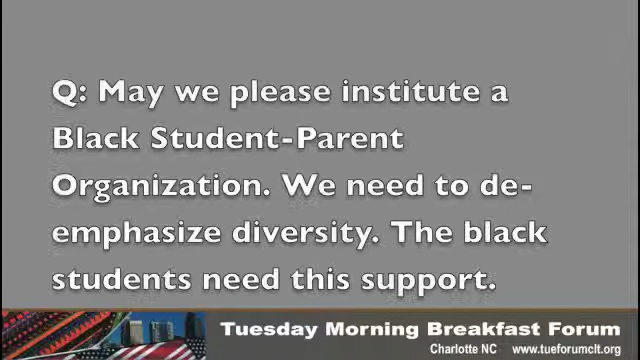 Q: May we please institute a
Black Student-Parent
Organization. We need to de-
emphasize diversity. The black
students need this support.
Tuesday Morning Breakfast Forum
Charlotte NC www.tueforumclt.org